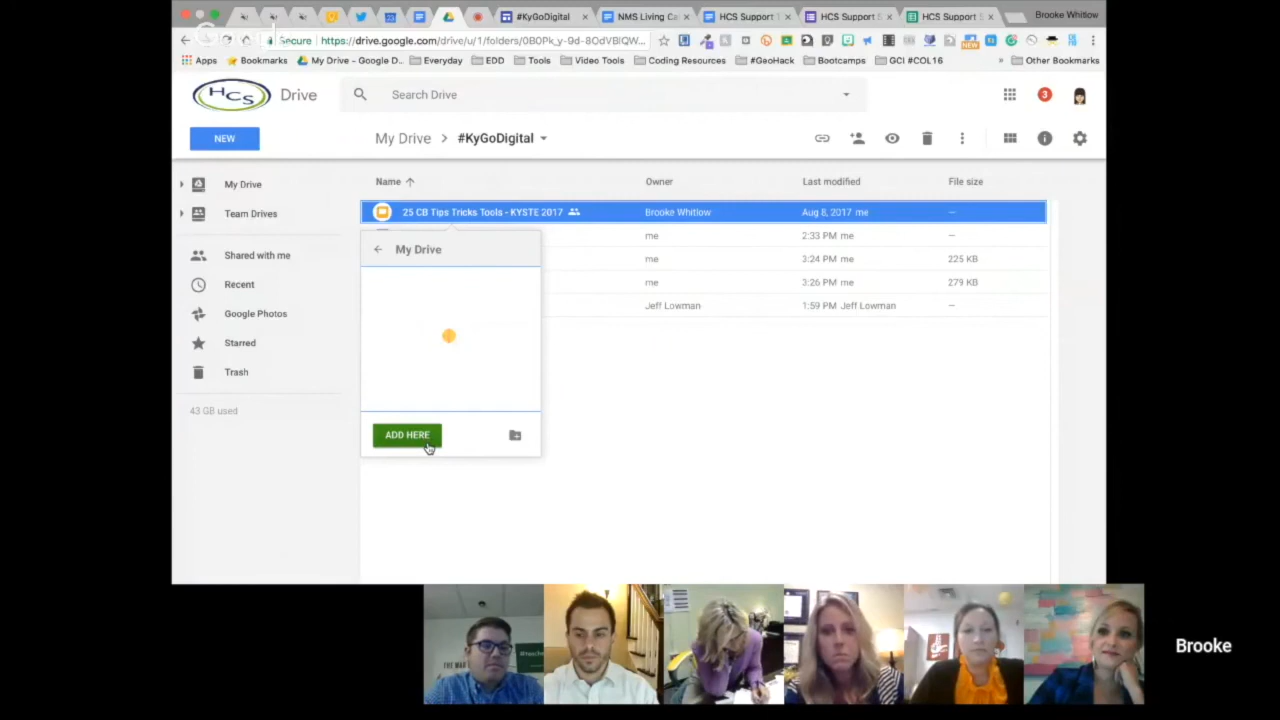 #KyGoDigital
NMS Living Ca
HCS Support T
HCS Support S
HCS Support S
Brooke Whitlow
Secure
https://drive.google.com/drive/u/1/folders/0B0Pk_y-9d-8OdVBlQW...
NEW
Apps
Bookmarks
My Drive - Google D...
Everyday
EDD
Tools
Video Tools
Coding Resources
#GeoHack
Bootcamps
GCI #COL16
»
Other Bookmarks
HCS
Drive
Search Drive
3
NEW
My Drive > #KyGoDigital
My Drive
Team Drives
Shared with me
Recent
Google Photos
Starred
Trash
43 GB used
Name
Owner
Last modified
File size
25 CB Tips Tricks Tools - KYSTE 2017
Brooke Whitlow
Aug 8, 2017 me
—
me
2:33 PM me
—
me
3:24 PM me
225 KB
me
3:26 PM me
279 KB
Jeff Lowman
1:59 PM Jeff Lowman
—
My Drive
ADD HERE
Brooke